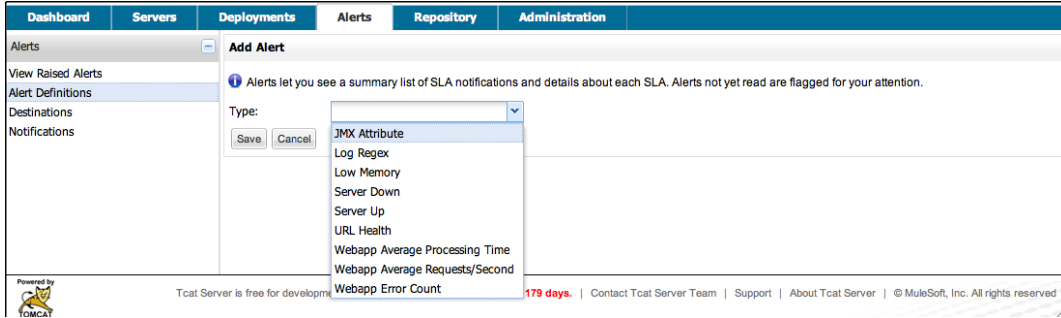 Dashboard Servers Deployments Alerts Repository Administration
Alerts
View Raised Alerts
Alert Definitions
Destinations
Notifications
Add Alert
Alerts let you see a summary list of SLA notifications and details about each SLA. Alerts not yet read are flagged for your attention.
Type:
Save Cancel
JMX Attribute
Log Regex
Low Memory
Server Down
Server Up
URL Health
Webapp Average Processing Time
Webapp Average Requests/Second
Webapp Error Count
Powered by
TOMCAT
Tcat Server is free for developme 179 days. | Contact Tcat Server Team | Support | About Tcat Server | © MuleSoft, Inc. All rights reserved